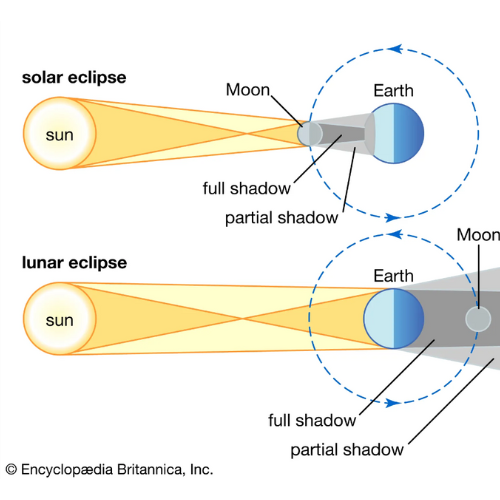 solar eclipse
Moon
Earth
sun
full shadow
partial shadow
lunar eclipse
Moon
Earth
sun
full shadow
partial shadow
© Encyclopædia Britannica, Inc.